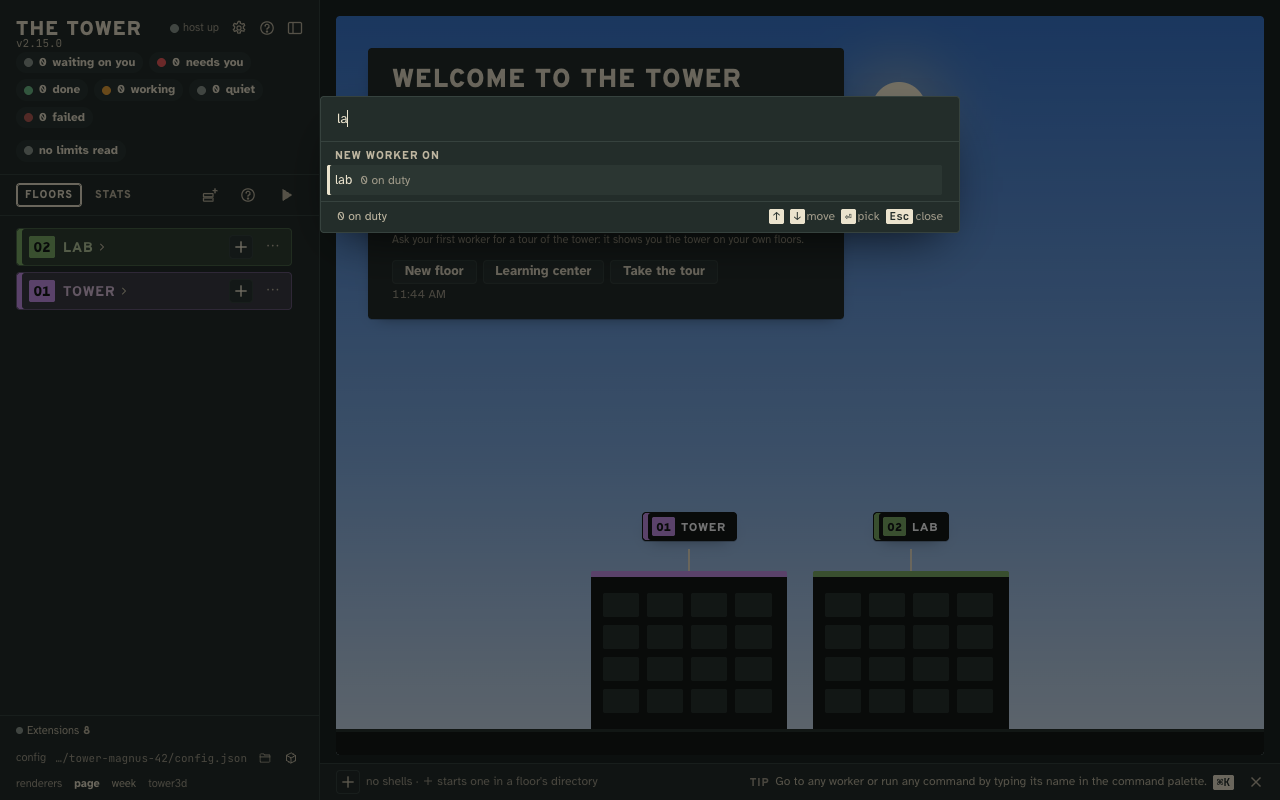 THE TOWER
host up
v2.15.0
0 waiting on you
0 needs you
0 done
0 working
0 quiet
0 failed
no limits read
FLOORS
STATS
02 LAB ›
01 TOWER ›
Extensions 8
config …/tower-magnus-42/config.json
renderers page week tower3d
WELCOME TO THE TOWER
la
NEW WORKER ON
lab 0 on duty
0 on duty
↑ ↓ move ⏎ pick Esc close
Ask your first worker for a tour of the tower: it shows you the tower on your own floors.
New floor
Learning center
Take the tour
11:44 AM
01 TOWER
02 LAB
no shells · + starts one in a floor's directory
TIP Go to any worker or run any command by typing its name in the command palette. ⌘K